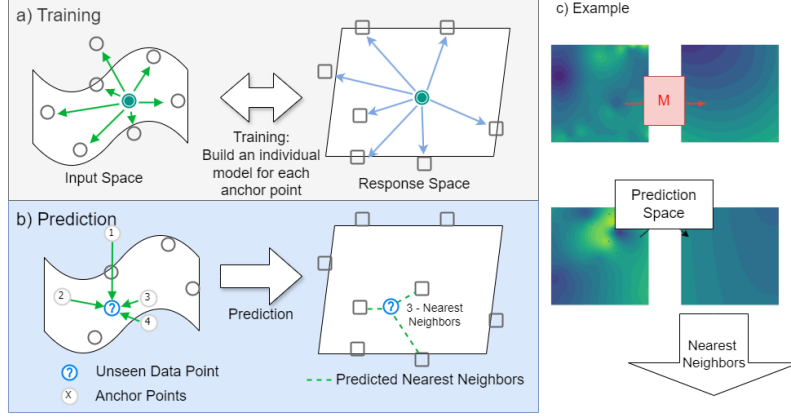 a) Training
Input Space
Training:
Build an individual
model for each
anchor point
Response Space
b) Prediction
1
2
3
4
?
Prediction
?
3 - Nearest
Neighbors
? Unseen Data Point
X Anchor Points
Predicted Nearest Neighbors
c) Example
M
Prediction
Space
Nearest
Neighbors